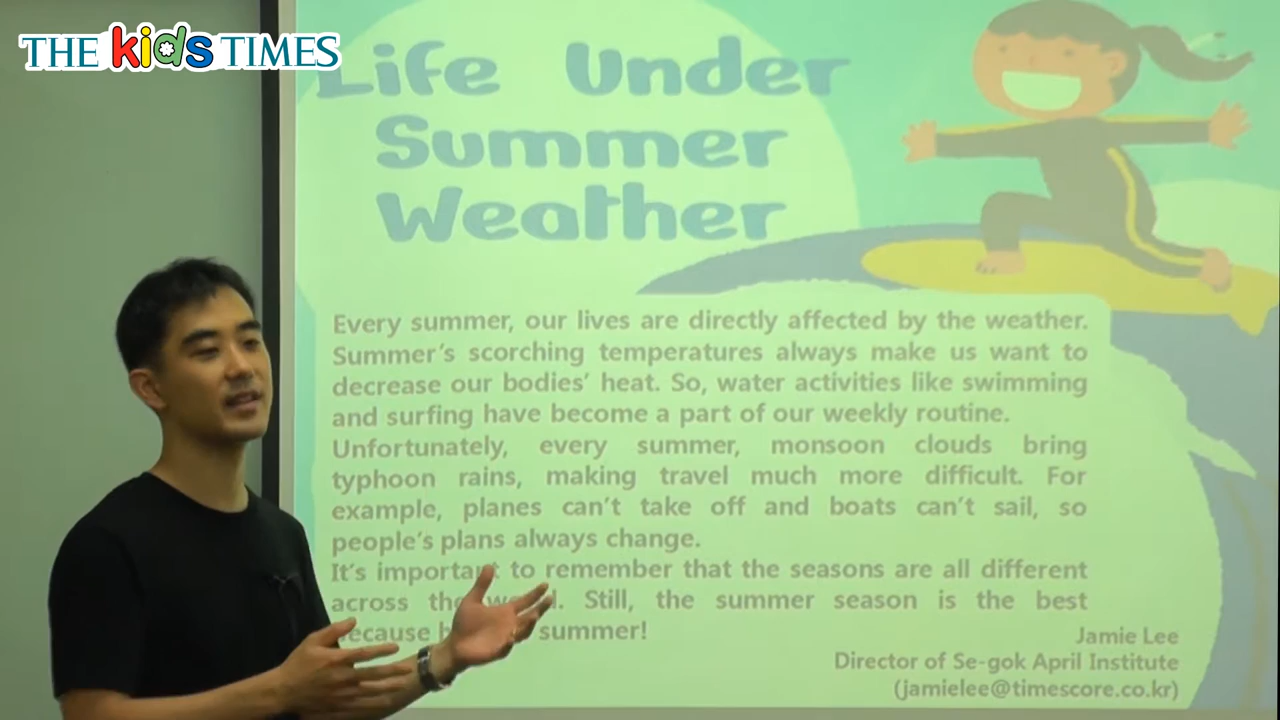 THE kids TIMES
Life Under
Summer
Weather
Every summer, our lives are directly affected by the weather.
Summer's scorching temperatures always make us want to
decrease our bodies' heat. So, water activities like swimming
and surfing have become a part of our weekly routine.
Unfortunately, every summer, monsoon clouds bring
typhoon rains, making travel much more difficult. For
example, planes can't take off and boats can't sail, so
people's plans always change.
It's important to remember that the seasons are all different
across the . Still, the summer season is the best
because summer!
Jamie Lee
Director of Se-gok April Institute
(jamielee@timescore.co.kr)